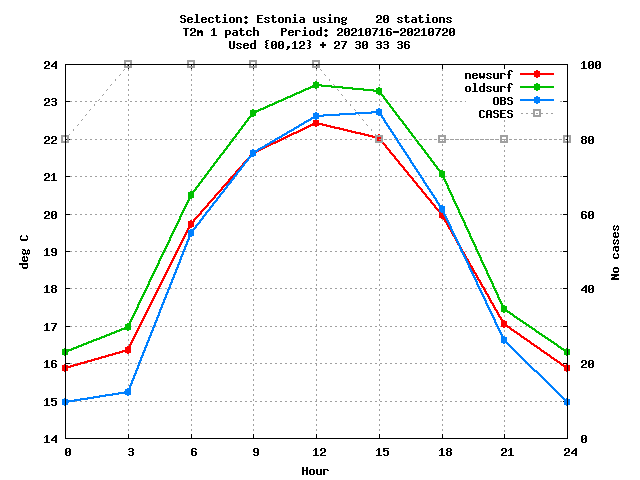 Selection: Estonia using    20 stations
T2m 1 patch   Period: 20210716-20210720
Used {00,12} + 27 30 33 36
newsurf
oldsurf
OBS
CASES
24
23
22
21
20
19
18
17
16
15
14
deg C
100
80
60
40
20
0
No cases
0 3 6 9 12 15 18 21 24
Hour